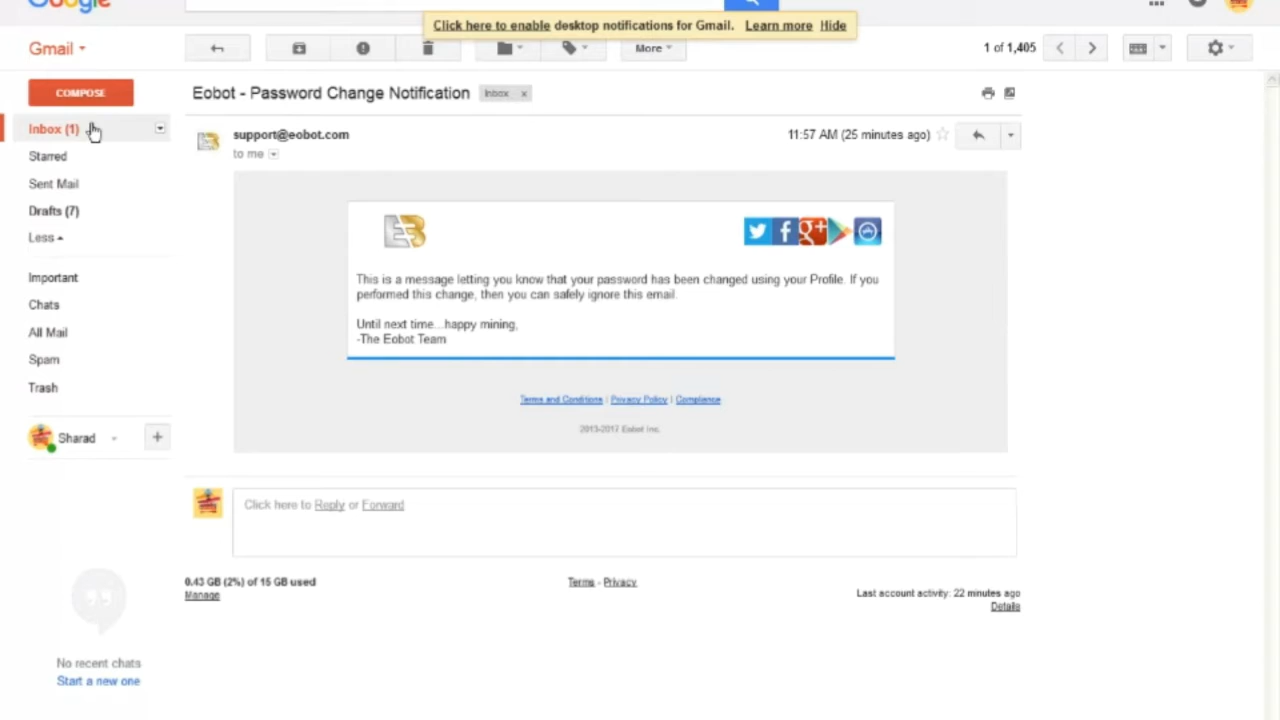 Google
Click here to enable desktop notifications for Gmail. Learn more Hide
Gmail
More
1 of 1,405
COMPOSE
Eobot - Password Change Notification
Inbox x
Inbox (1)
support@eobot.com
11:57 AM (25 minutes ago)
to me
Starred
Sent Mail
Drafts (7)
Less
Important
Chats
All Mail
Spam
Trash
EB
f
g+
This is a message letting you know that your password has been changed using your Profile. If you
performed this change, then you can safely ignore this email.
Until next time...happy mining,
-The Eobot Team
Terms and Conditions | Privacy Policy | Compliance
2013-2017 Eobot Inc.
Sharad
Click here to Reply or Forward
0.43 GB (2%) of 15 GB used
Manage
Terms - Privacy
Last account activity: 22 minutes ago
Details
No recent chats
Start a new one